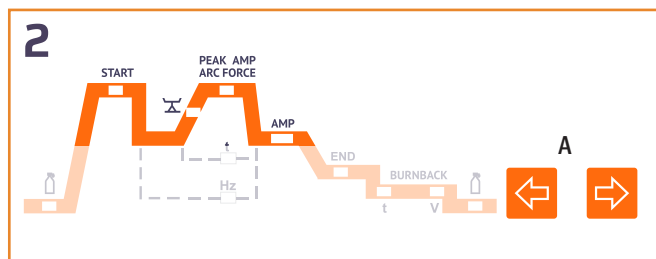 2
START
PEAK AMP
ARC FORCE
AMP
t
Hz
END
BURNBACK
t V
A